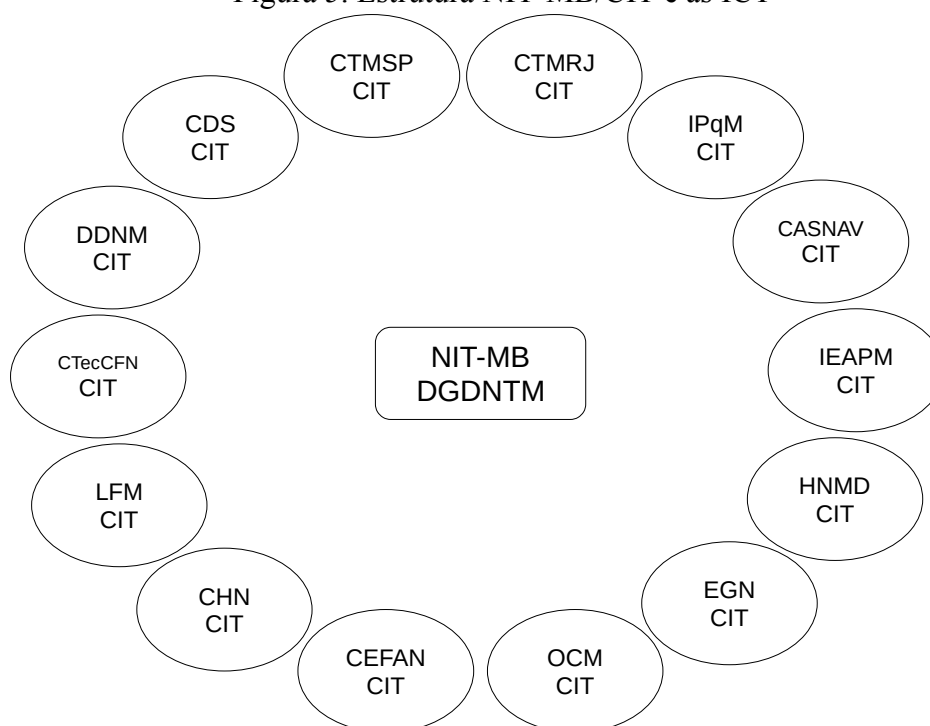 Figura 3: Estrutura NIT-MB/CIT e as ICT
CTMSP
CIT
CTMRJ
CIT
CDS
CIT
IPqM
CIT
DDNM
CIT
CASNAV
CIT
CTecCFN
CIT
NIT-MB
DGDNTM
IEAPM
CIT
LFM
CIT
HNMD
CIT
CHN
CIT
EGN
CIT
CEFAN
CIT
OCM
CIT